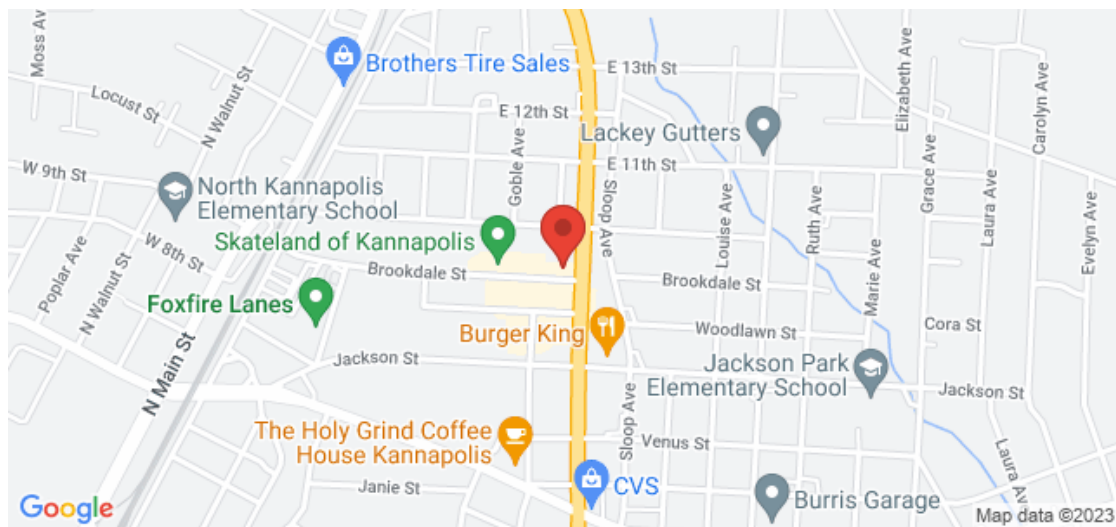 Moss Ave
Locust St
N Walnut St
Brothers Tire Sales
E 13th St
E 12th St
Goble Ave
Lackey Gutters
Elizabeth Ave
Carolyn Ave
W 9th St
North Kannapolis
Elementary School
E 11th St
Sloop Ave
Louise Ave
Ruth Ave
Grace Ave
Laura Ave
Evelyn Ave
Poplar Ave
W 8th St
N Walnut St
Skateland of Kannapolis
Brookdale St
Brookdale St
Marie Ave
Foxfire Lanes
Burger King
Woodlawn St
Cora St
N Main St
Jackson St
Jackson Park
Elementary School
Jackson St
Sloop Ave
The Holy Grind Coffee
House Kannapolis
Venus St
Janie St
CVS
Burris Garage
Laura Ave
Google
Map data ©2023